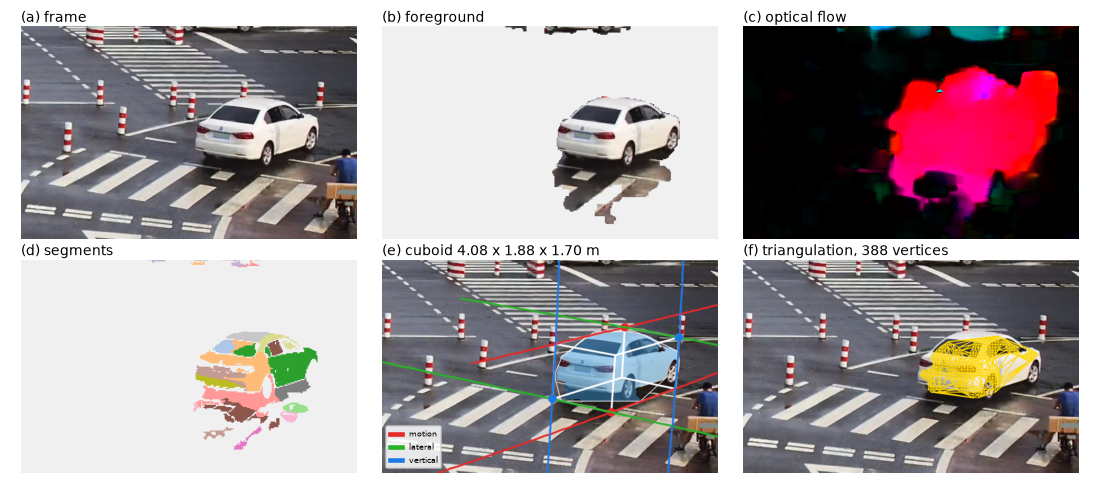 (a) frame
(b) foreground
(c) optical flow
(d) segments
(e) cuboid 4.08 x 1.88 x 1.70 m
(f) triangulation, 388 vertices
motion
lateral
vertical